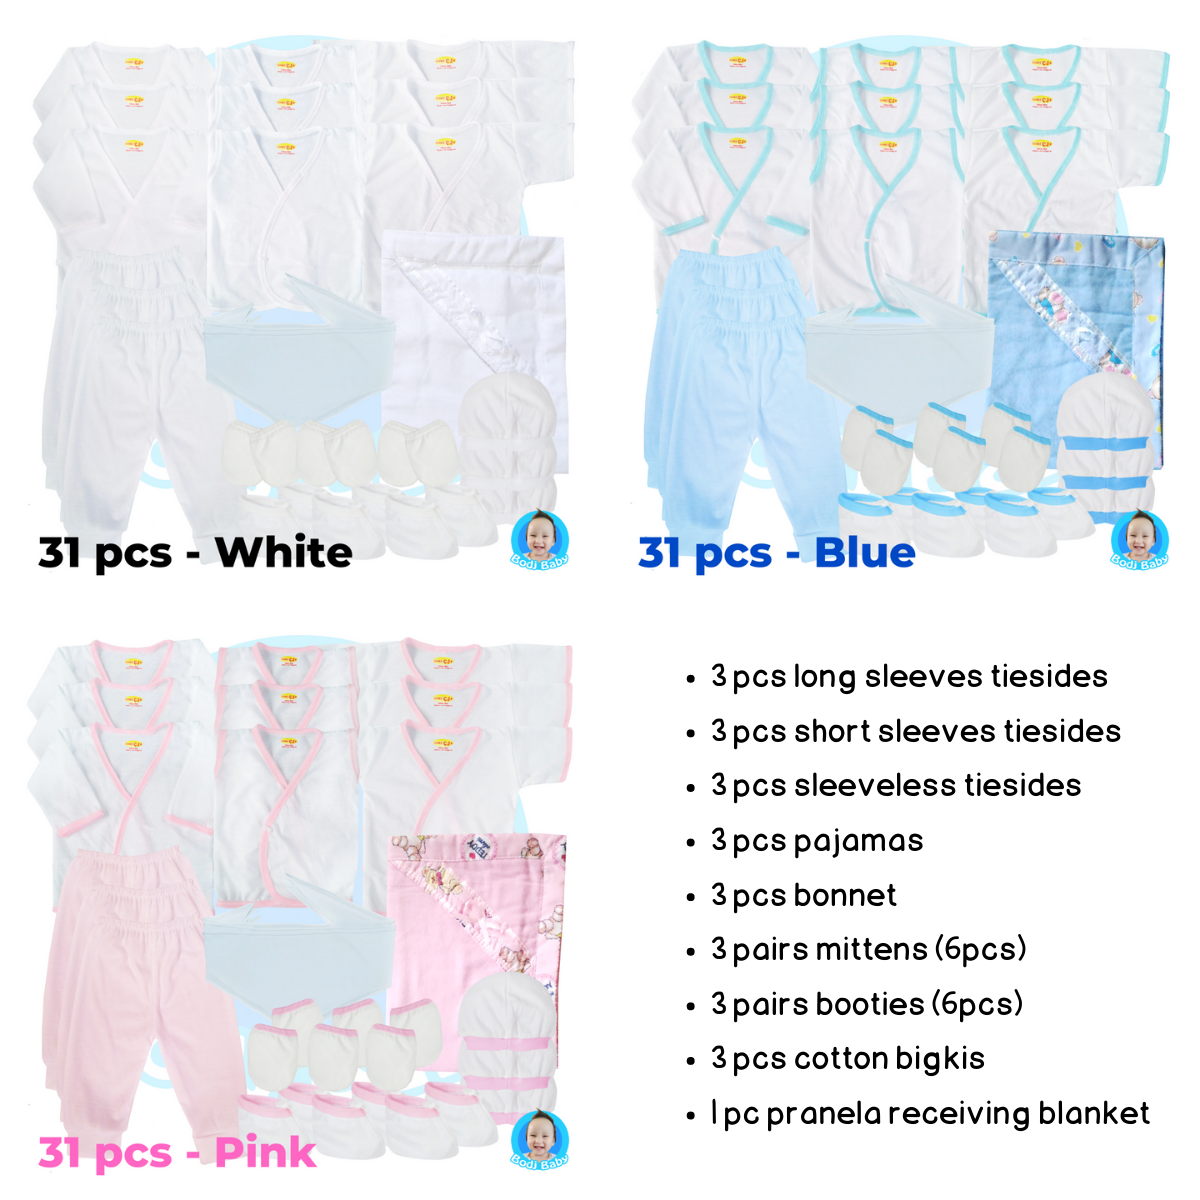 31 pcs - White
Bodj Baby
31 pcs - Blue
Bodj Baby
31 pcs - Pink
Bodj Baby
• 3 pcs long sleeves tiesides
• 3 pcs short sleeves tiesides
• 3 pcs sleeveless tiesides
• 3 pcs pajamas
• 3 pcs bonnet
• 3 pairs mittens (6pcs)
• 3 pairs booties (6pcs)
• 3 pcs cotton bigkis
• 1 pc pranela receiving blanket